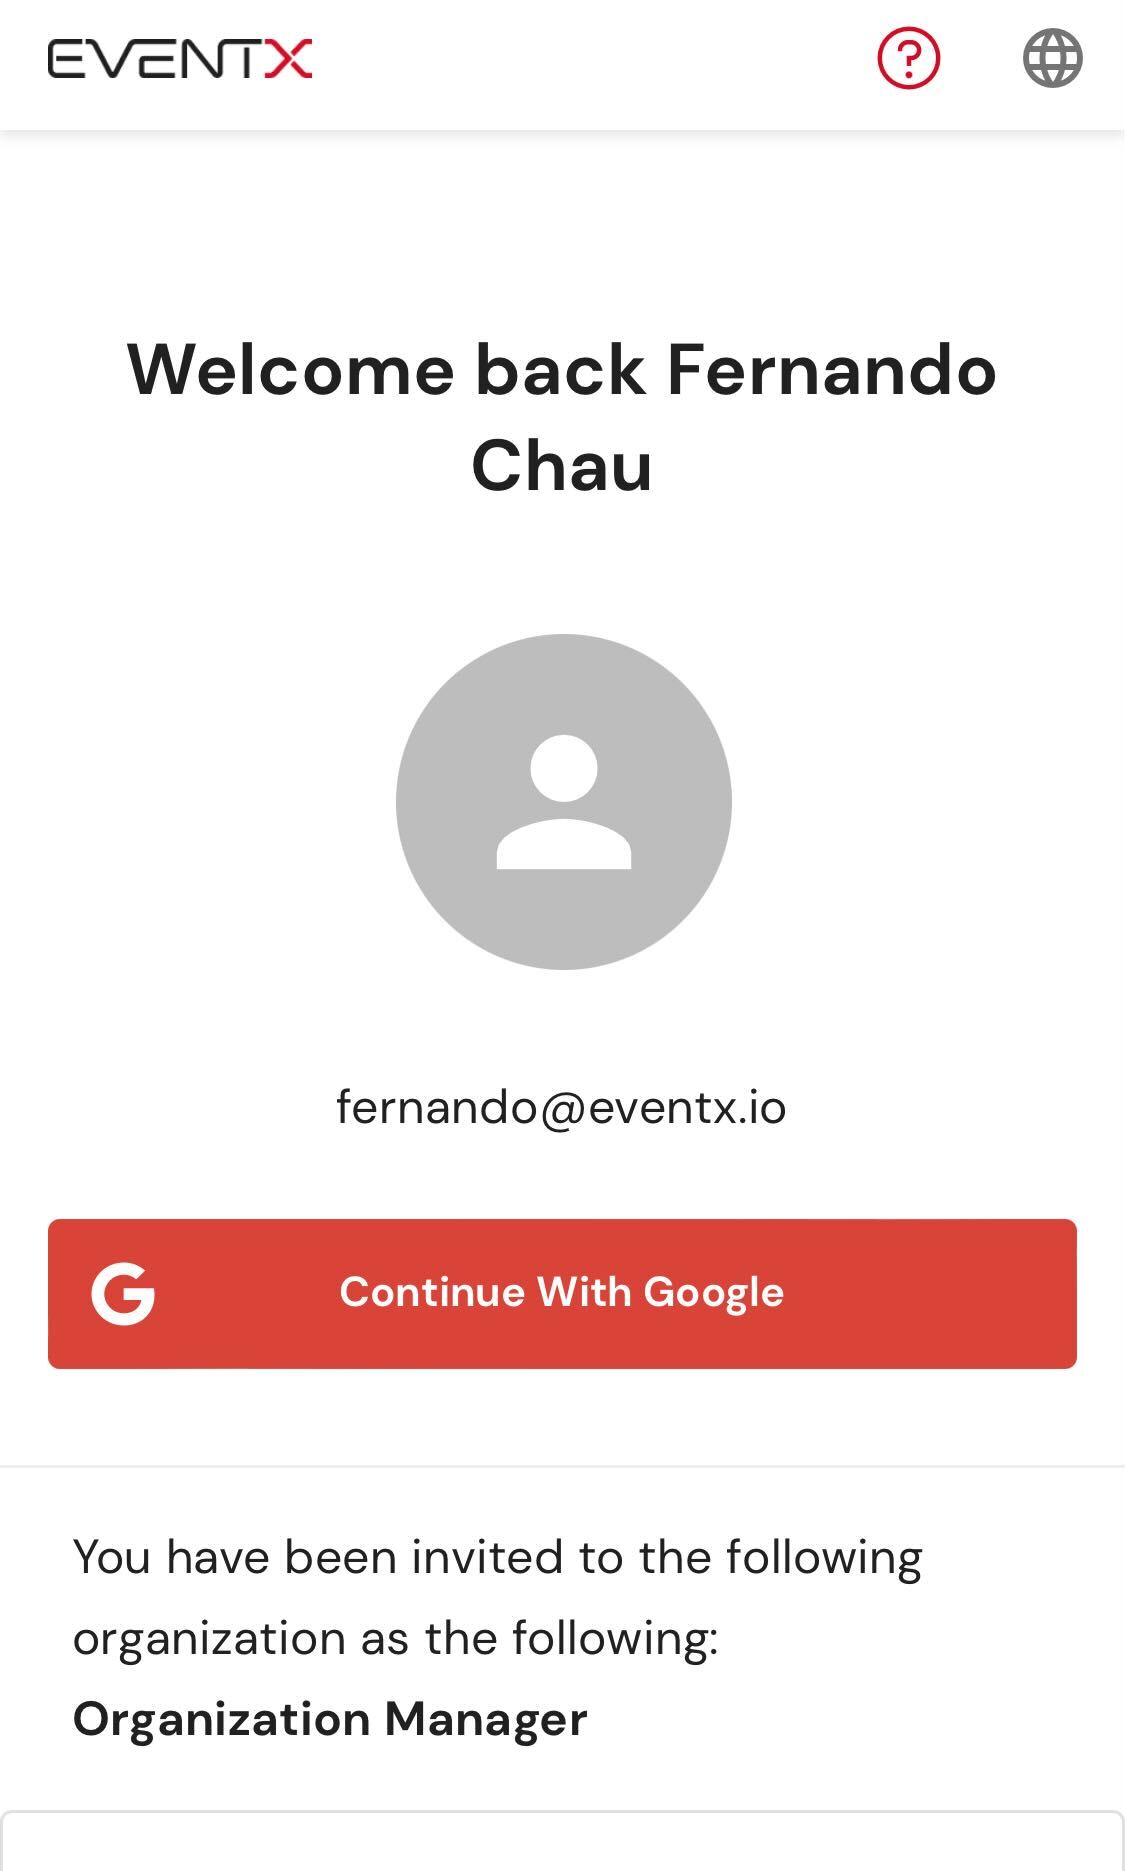 EVENTX
Welcome back Fernando
Chau
fernando@eventx.io
Continue With Google
You have been invited to the following
organization as the following:
Organization Manager